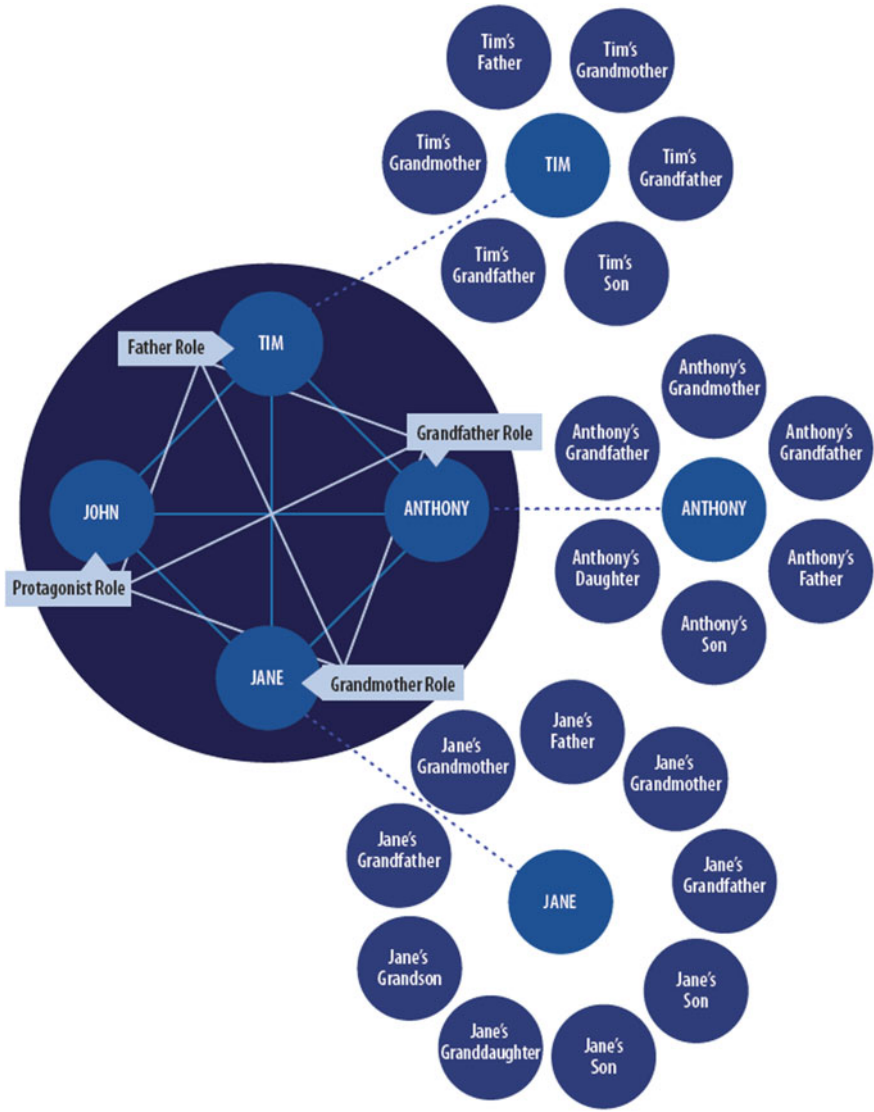 Tim's
Father
Tim's
Grandmother
Tim's
Grandmother
TIM
Tim's
Grandfather
Tim's
Grandfather
Tim's
Son
TIM
Father Role
Grandfather Role
JOHN
ANTHONY
Protagonist Role
JANE
Grandmother Role
Anthony's
Grandmother
Anthony's
Grandfather
Anthony's
Grandfather
ANTHONY
Anthony's
Daughter
Anthony's
Father
Anthony's
Son
Jane's
Father
Jane's
Grandmother
Jane's
Grandmother
Jane's
Grandfather
Jane's
Grandfather
JANE
Jane's
Grandson
Jane's
Son
Jane's
Granddaughter
Jane's
Son